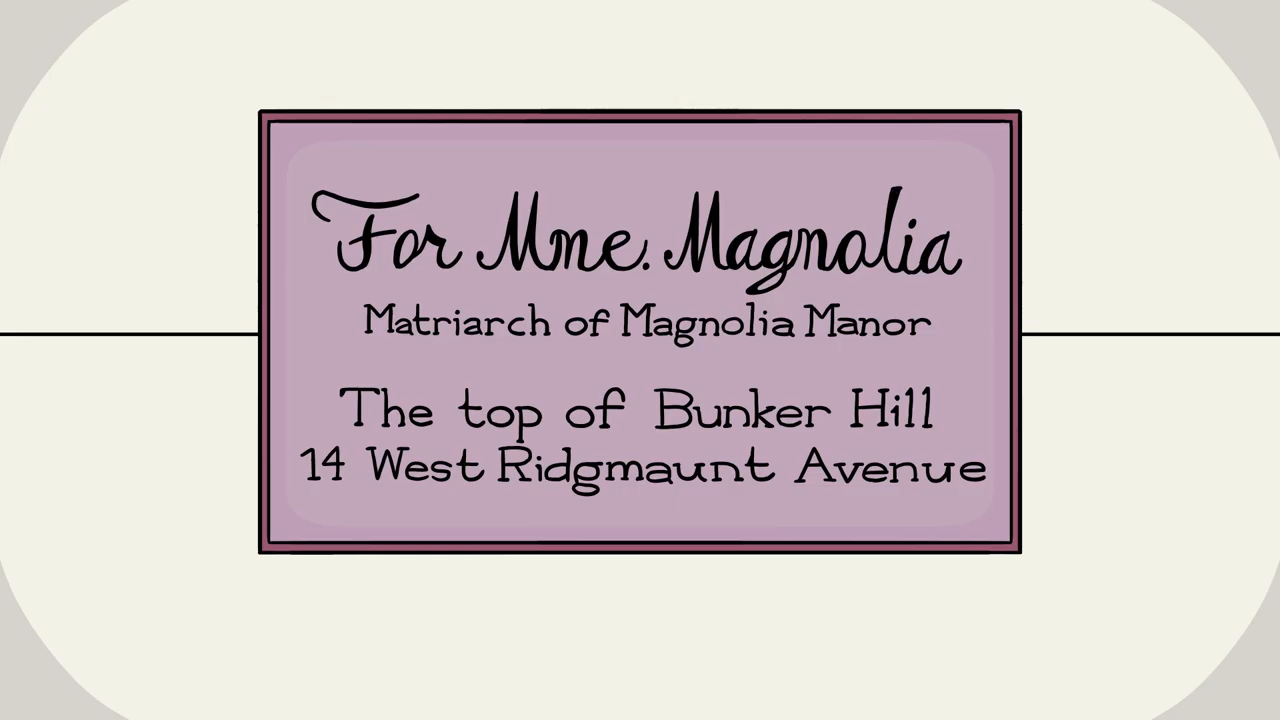 For Mme. Magnolia
Matriarch of Magnolia Manor
The top of Bunker Hill
14 West Ridgmaunt Avenue